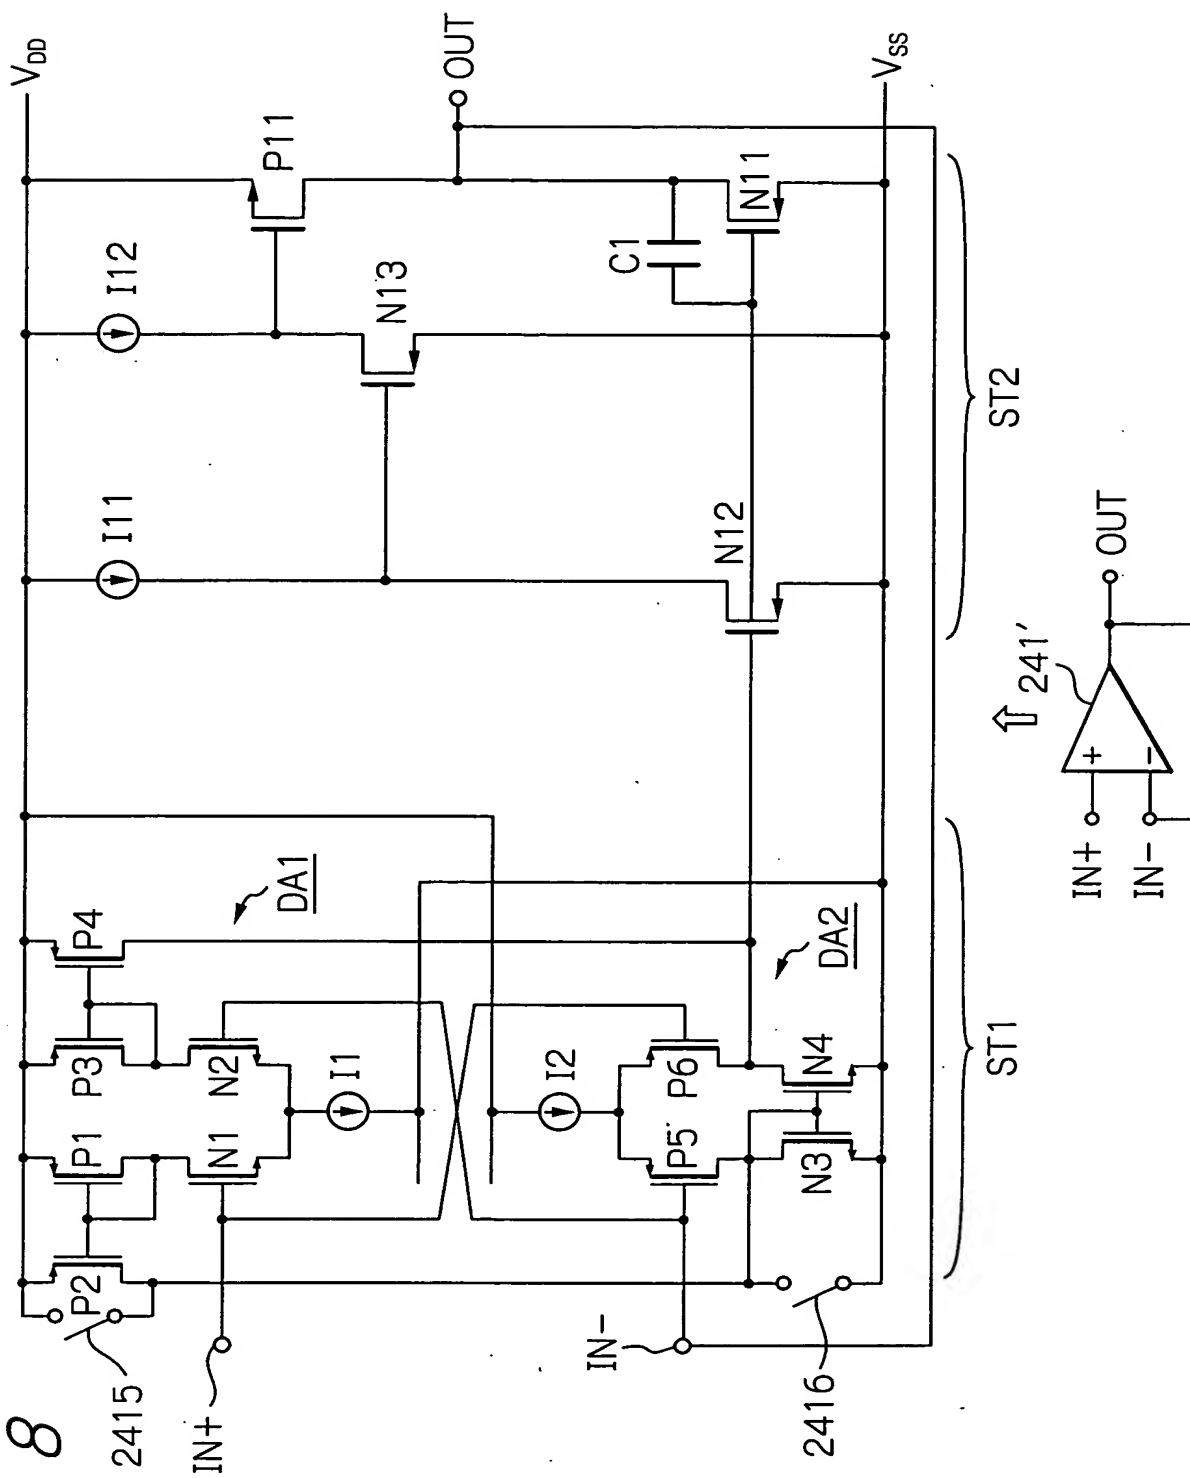 8
2415
P2
P1
P3
P4
N1
N2
I1
IN+
DA1
I11
I12
N13
P11
VDD
OUT
C1
N11
N12
VSS
IN-
I2
P5
P6
N3
N4
DA2
2416
ST1
ST2
IN+
IN-
+
-
241'
OUT